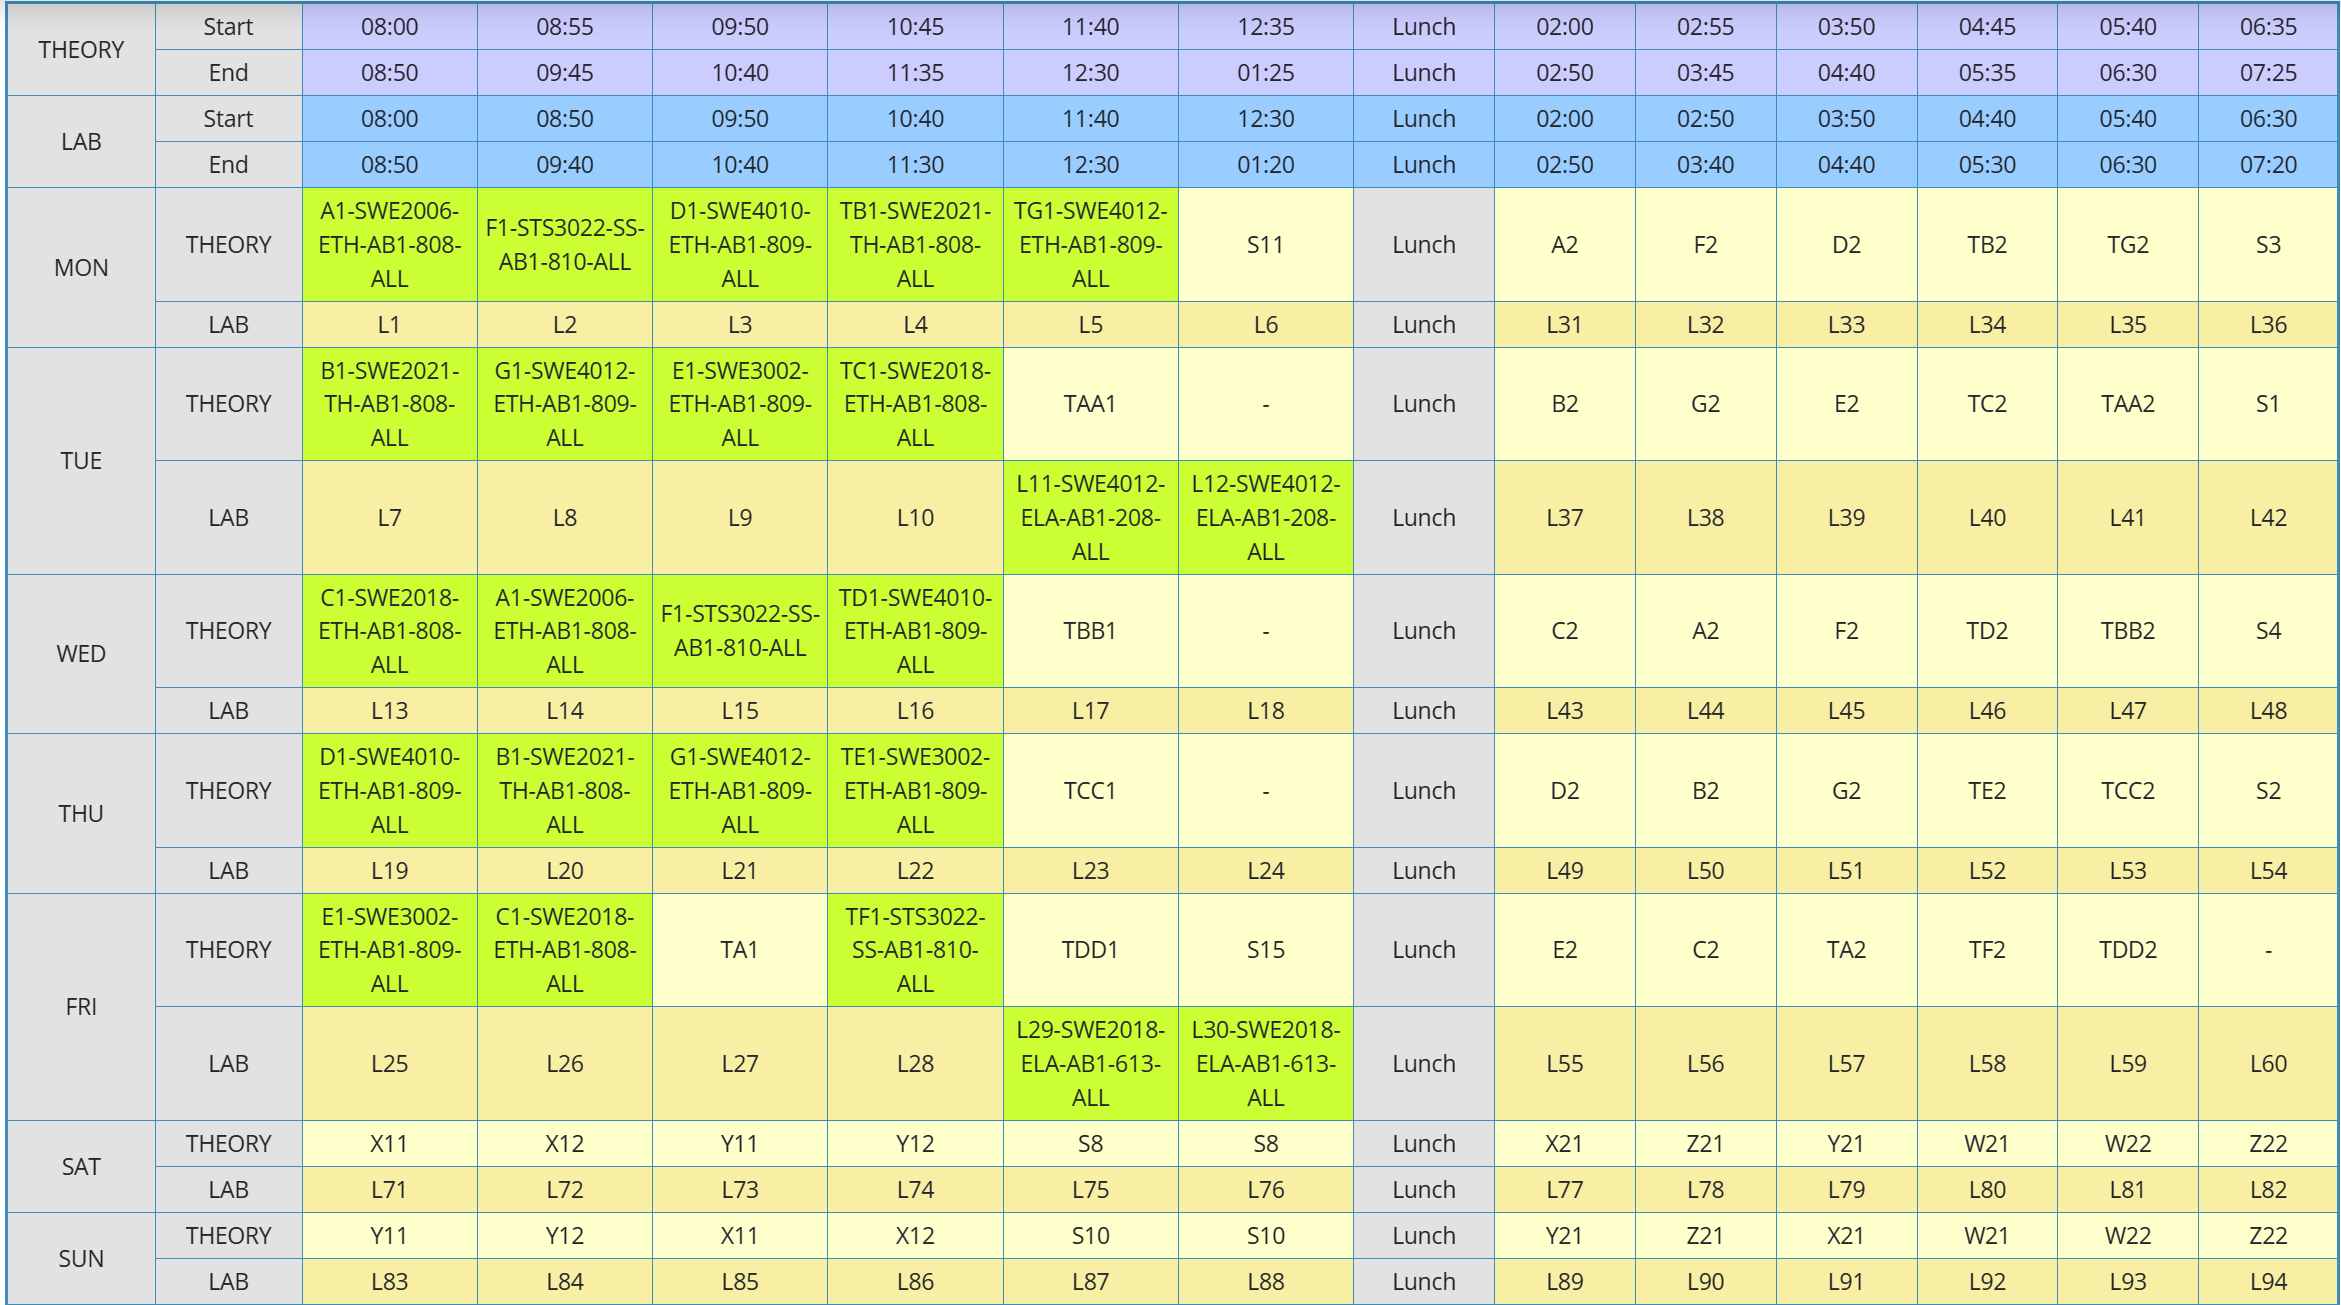 THEORY Start 08:00 08:55 09:50 10:45 11:40 12:35 Lunch 02:00 02:55 03:50 04:45 05:40 06:35
End 08:50 09:45 10:40 11:35 12:30 01:25 Lunch 02:50 03:45 04:40 05:35 06:30 07:25
LAB Start 08:00 08:50 09:50 10:40 11:40 12:30 Lunch 02:00 02:50 03:50 04:40 05:40 06:30
End 08:50 09:40 10:40 11:30 12:30 01:20 Lunch 02:50 03:40 04:40 05:30 06:30 07:20
MON THEORY A1-SWE2006-ETH-AB1-808-ALL F1-STS3022-SS-AB1-810-ALL D1-SWE4010-ETH-AB1-809-ALL TB1-SWE2021-TH-AB1-808-ALL TG1-SWE4012-ETH-AB1-809-ALL S11 Lunch A2 F2 D2 TB2 TG2 S3
LAB L1 L2 L3 L4 L5 L6 Lunch L31 L32 L33 L34 L35 L36
TUE THEORY B1-SWE2021-TH-AB1-808-ALL G1-SWE4012-ETH-AB1-809-ALL E1-SWE3002-ETH-AB1-809-ALL TC1-SWE2018-ETH-AB1-808-ALL TAA1 - Lunch B2 G2 E2 TC2 TAA2 S1
LAB L7 L8 L9 L10 L11-SWE4012-ELA-AB1-208-ALL L12-SWE4012-ELA-AB1-208-ALL Lunch L37 L38 L39 L40 L41 L42
WED THEORY C1-SWE2018-ETH-AB1-808-ALL A1-SWE2006-ETH-AB1-808-ALL F1-STS3022-SS-AB1-810-ALL TD1-SWE4010-ETH-AB1-809-ALL TBB1 - Lunch C2 A2 F2 TD2 TBB2 S4
LAB L13 L14 L15 L16 L17 L18 Lunch L43 L44 L45 L46 L47 L48
THU THEORY D1-SWE4010-ETH-AB1-809-ALL B1-SWE2021-TH-AB1-808-ALL G1-SWE4012-ETH-AB1-809-ALL TE1-SWE3002-ETH-AB1-809-ALL TCC1 - Lunch D2 B2 G2 TE2 TCC2 S2
LAB L19 L20 L21 L22 L23 L24 Lunch L49 L50 L51 L52 L53 L54
FRI THEORY E1-SWE3002-ETH-AB1-809-ALL C1-SWE2018-ETH-AB1-808-ALL TA1 TF1-STS3022-SS-AB1-810-ALL TDD1 S15 Lunch E2 C2 TA2 TF2 TDD2 -
LAB L25 L26 L27 L28 L29-SWE2018-ELA-AB1-613-ALL L30-SWE2018-ELA-AB1-613-ALL Lunch L55 L56 L57 L58 L59 L60
SAT THEORY X11 X12 Y11 Y12 S8 S8 Lunch X21 Z21 Y21 W21 W22 Z22
LAB L71 L72 L73 L74 L75 L76 Lunch L77 L78 L79 L80 L81 L82
SUN THEORY Y11 Y12 X11 X12 S10 S10 Lunch Y21 Z21 X21 W21 W22 Z22
LAB L83 L84 L85 L86 L87 L88 Lunch L89 L90 L91 L92 L93 L94